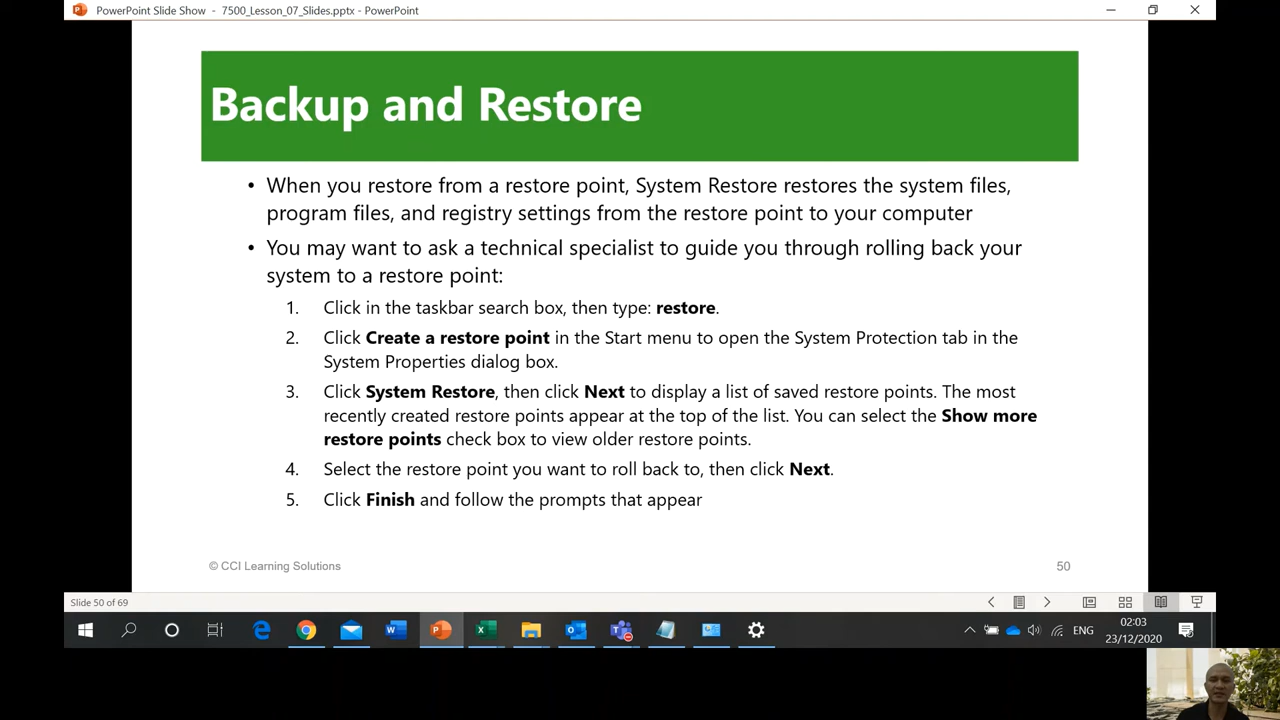 PowerPoint Slide Show - 7500_Lesson_07_Slides.pptx - PowerPoint
Backup and Restore
• When you restore from a restore point, System Restore restores the system files,
program files, and registry settings from the restore point to your computer
• You may want to ask a technical specialist to guide you through rolling back your
system to a restore point:
1. Click in the taskbar search box, then type: restore.
2. Click Create a restore point in the Start menu to open the System Protection tab in the
System Properties dialog box.
3. Click System Restore, then click Next to display a list of saved restore points. The most
recently created restore points appear at the top of the list. You can select the Show more
restore points check box to view older restore points.
4. Select the restore point you want to roll back to, then click Next.
5. Click Finish and follow the prompts that appear
© CCI Learning Solutions
50
Slide 50 of 69
ENG
02:03
23/12/2020